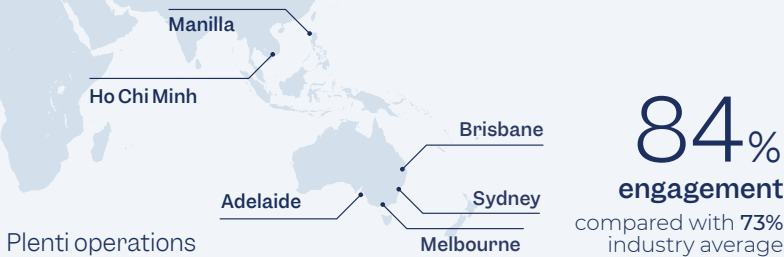 Manilla
Ho Chi Minh
Brisbane
Adelaide
Sydney
Melbourne
Plenti operations
84%
engagement
compared with 73%
industry average